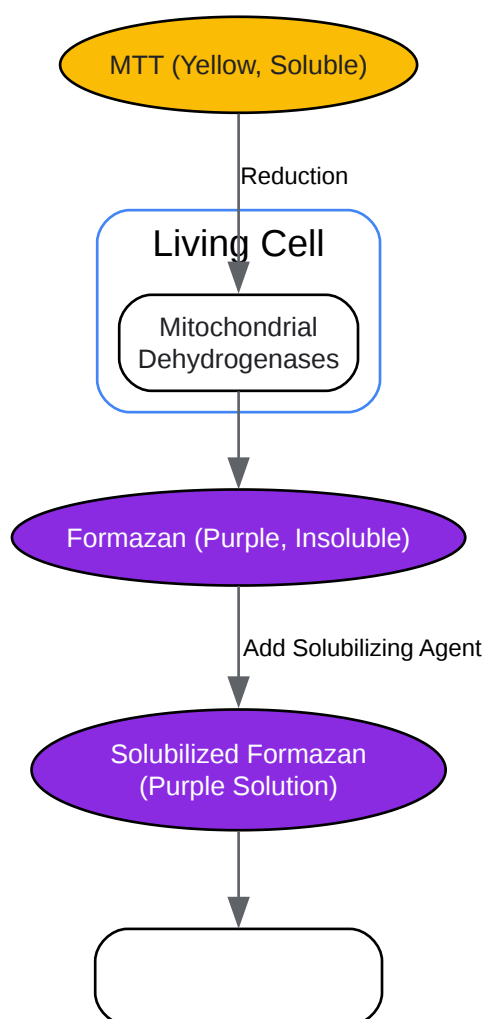 MTT (Yellow, Soluble)
Reduction
Living Cell
Mitochondrial
Dehydrogenases
Formazan (Purple, Insoluble)
Add Solubilizing Agent
Solubilized Formazan
(Purple Solution)